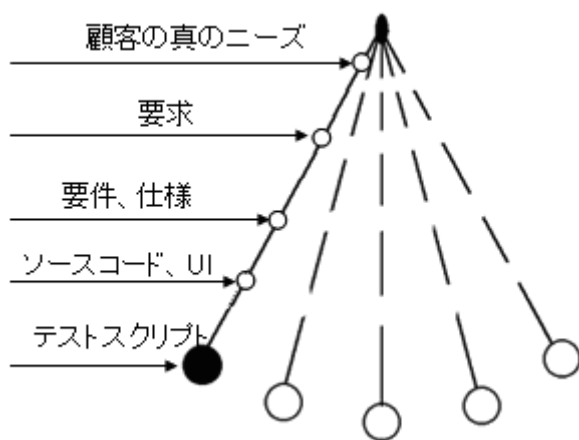 顧客の真のニーズ
要求
要件、仕様
ソースコード、UI
テストスクリプト